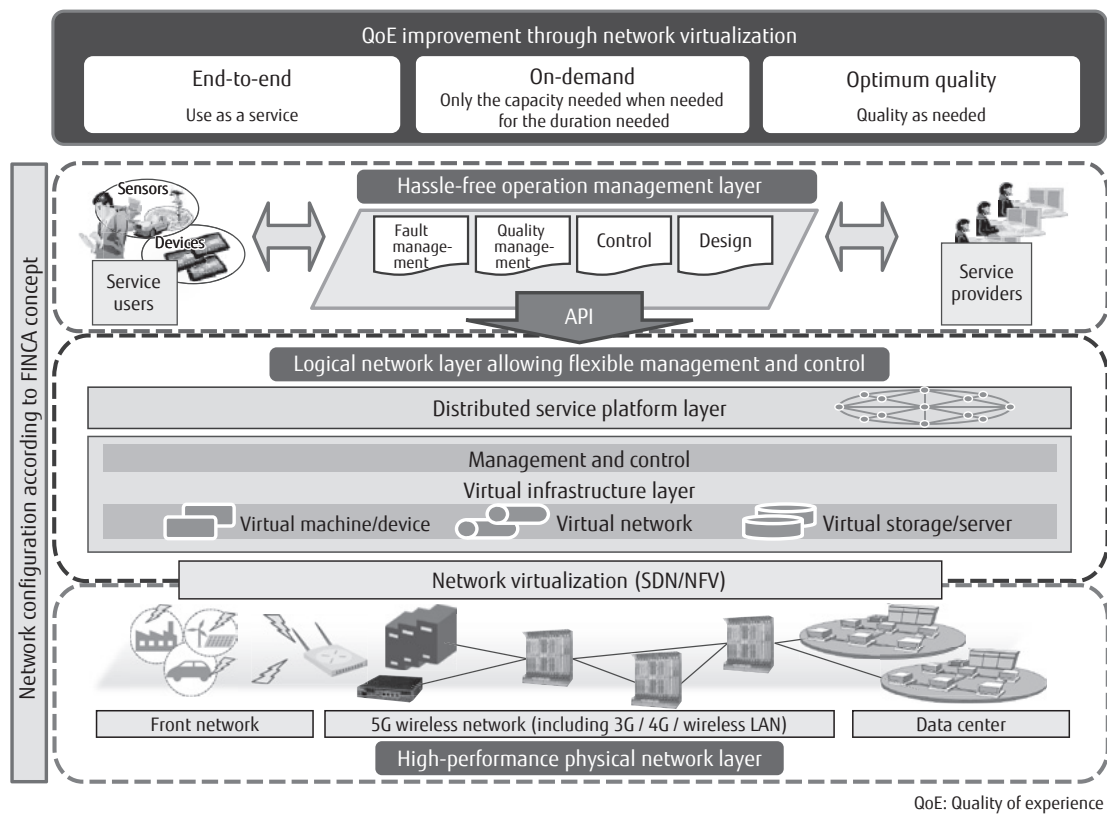 QoE improvement through network virtualization
End-to-end
Use as a service
On-demand
Only the capacity needed when needed
for the duration needed
Optimum quality
Quality as needed
Network configuration according to FINCA concept
Hassle-free operation management layer
Sensors
Devices
Service
users
Fault
manage-
ment
Quality
manage-
ment
Control
Design
Service
providers
API
Logical network layer allowing flexible management and control
Distributed service platform layer
Management and control
Virtual infrastructure layer
Virtual machine/device
Virtual network
Virtual storage/server
Network virtualization (SDN/NFV)
Front network
5G wireless network (including 3G / 4G / wireless LAN)
Data center
High-performance physical network layer
QoE: Quality of experience